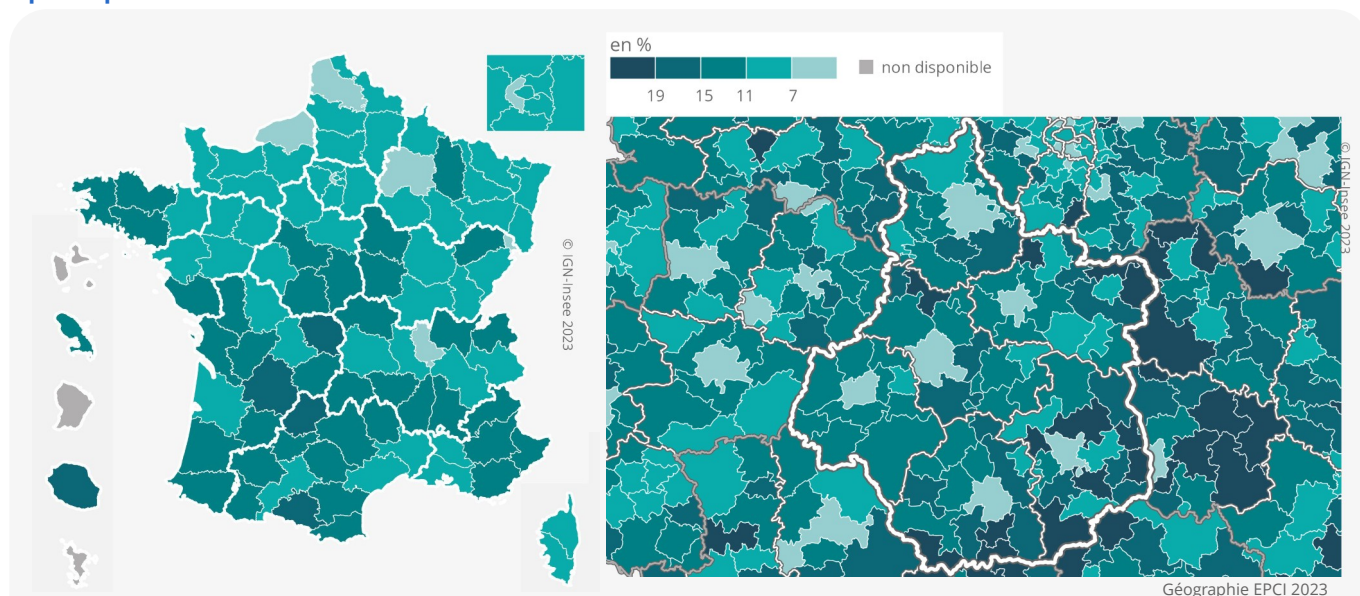 en %
19 15 11 7
non disponible
© IGN-Insee 2023
© IGN-Insee 2023
Géographie EPCI 2023